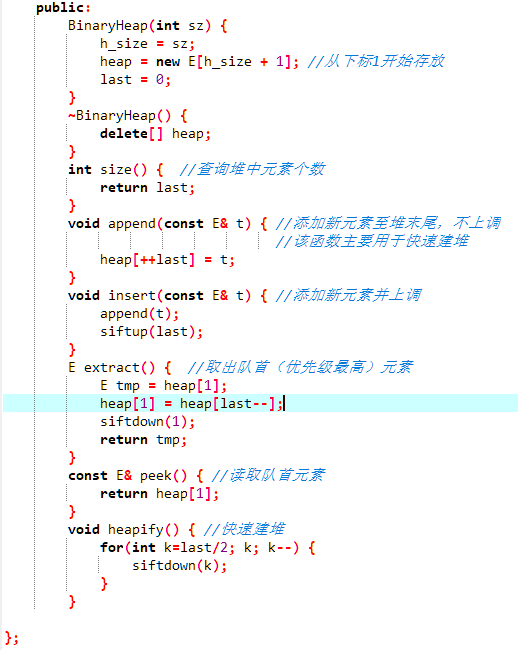 public:
    BinaryHeap(int sz) {
        h_size = sz;
        heap = new E[h_size + 1]; //从下标1开始存放
        last = 0;
    }
    ~BinaryHeap() {
        delete[] heap;
    }
    int size() {  //查询堆中元素个数
        return last;
    }
    void append(const E& t) { //添加新元素至堆末尾，不上调
                              //该函数主要用于快速建堆
        heap[++last] = t;
    }
    void insert(const E& t) { //添加新元素并上调
        append(t);
        siftup(last);
    }
    E extract() {  //取出队首（优先级最高）元素
        E tmp = heap[1];
        heap[1] = heap[last--];
        siftdown(1);
        return tmp;
    }
    const E& peek() { //读取队首元素
        return heap[1];
    }
    void heapify() { //快速建堆
        for(int k=last/2; k; k--) {
            siftdown(k);
        }
    }
};